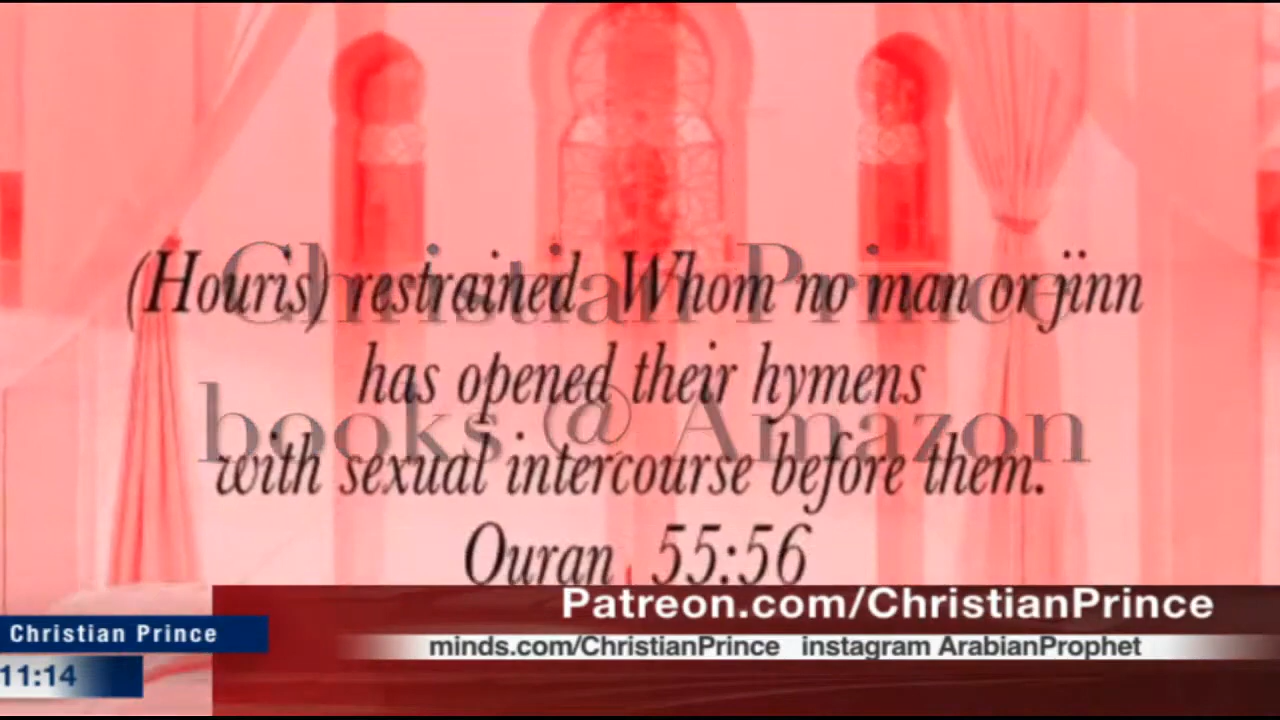 (Houris) restrained Whom no man or jinn
has opened their hymens
with sexual intercourse before them.
Quran 55:56
Christian Prince
books @ Amazon
Patreon.com/ChristianPrince
minds.com/ChristianPrince instagram ArabianProphet
Christian Prince
11:14